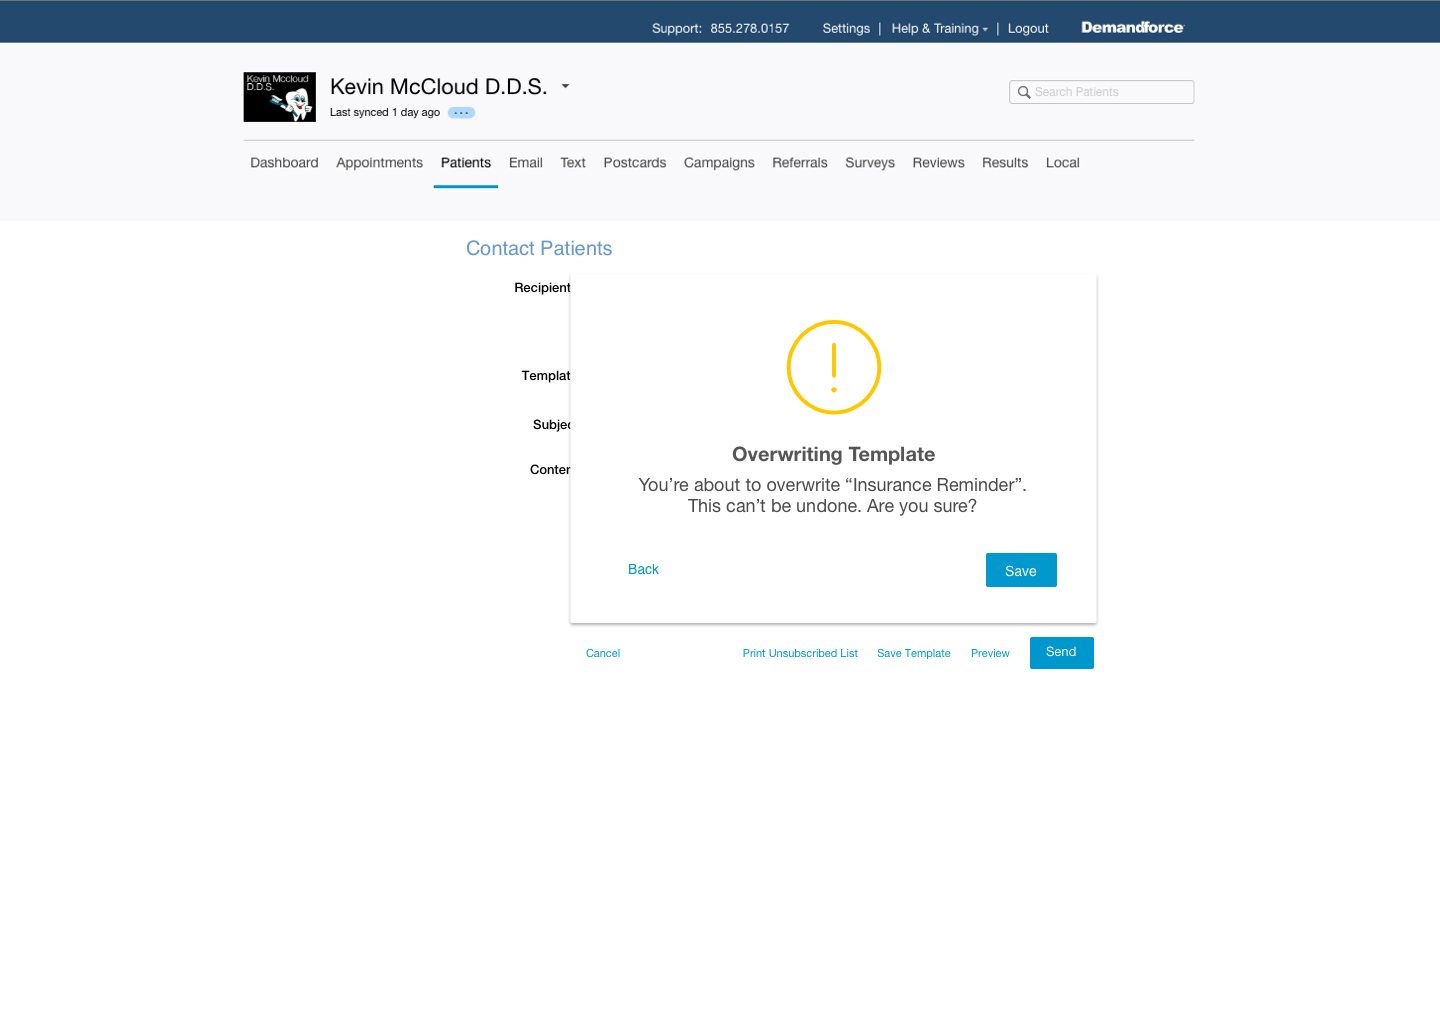 Support: 855.278.0157 Settings | Help & Training | Logout Demandforce
Kevin Mccloud
D.D.S.
Kevin McCloud D.D.S.
Last synced 1 day ago
Search Patients
Dashboard Appointments Patients Email Text Postcards Campaigns Referrals Surveys Reviews Results Local
Contact Patients
Recipient
Templat
Subjec
Conten
Overwriting Template
You’re about to overwrite “Insurance Reminder”.
This can’t be undone. Are you sure?
Back Save
Cancel Print Unsubscribed List Save Template Preview Send